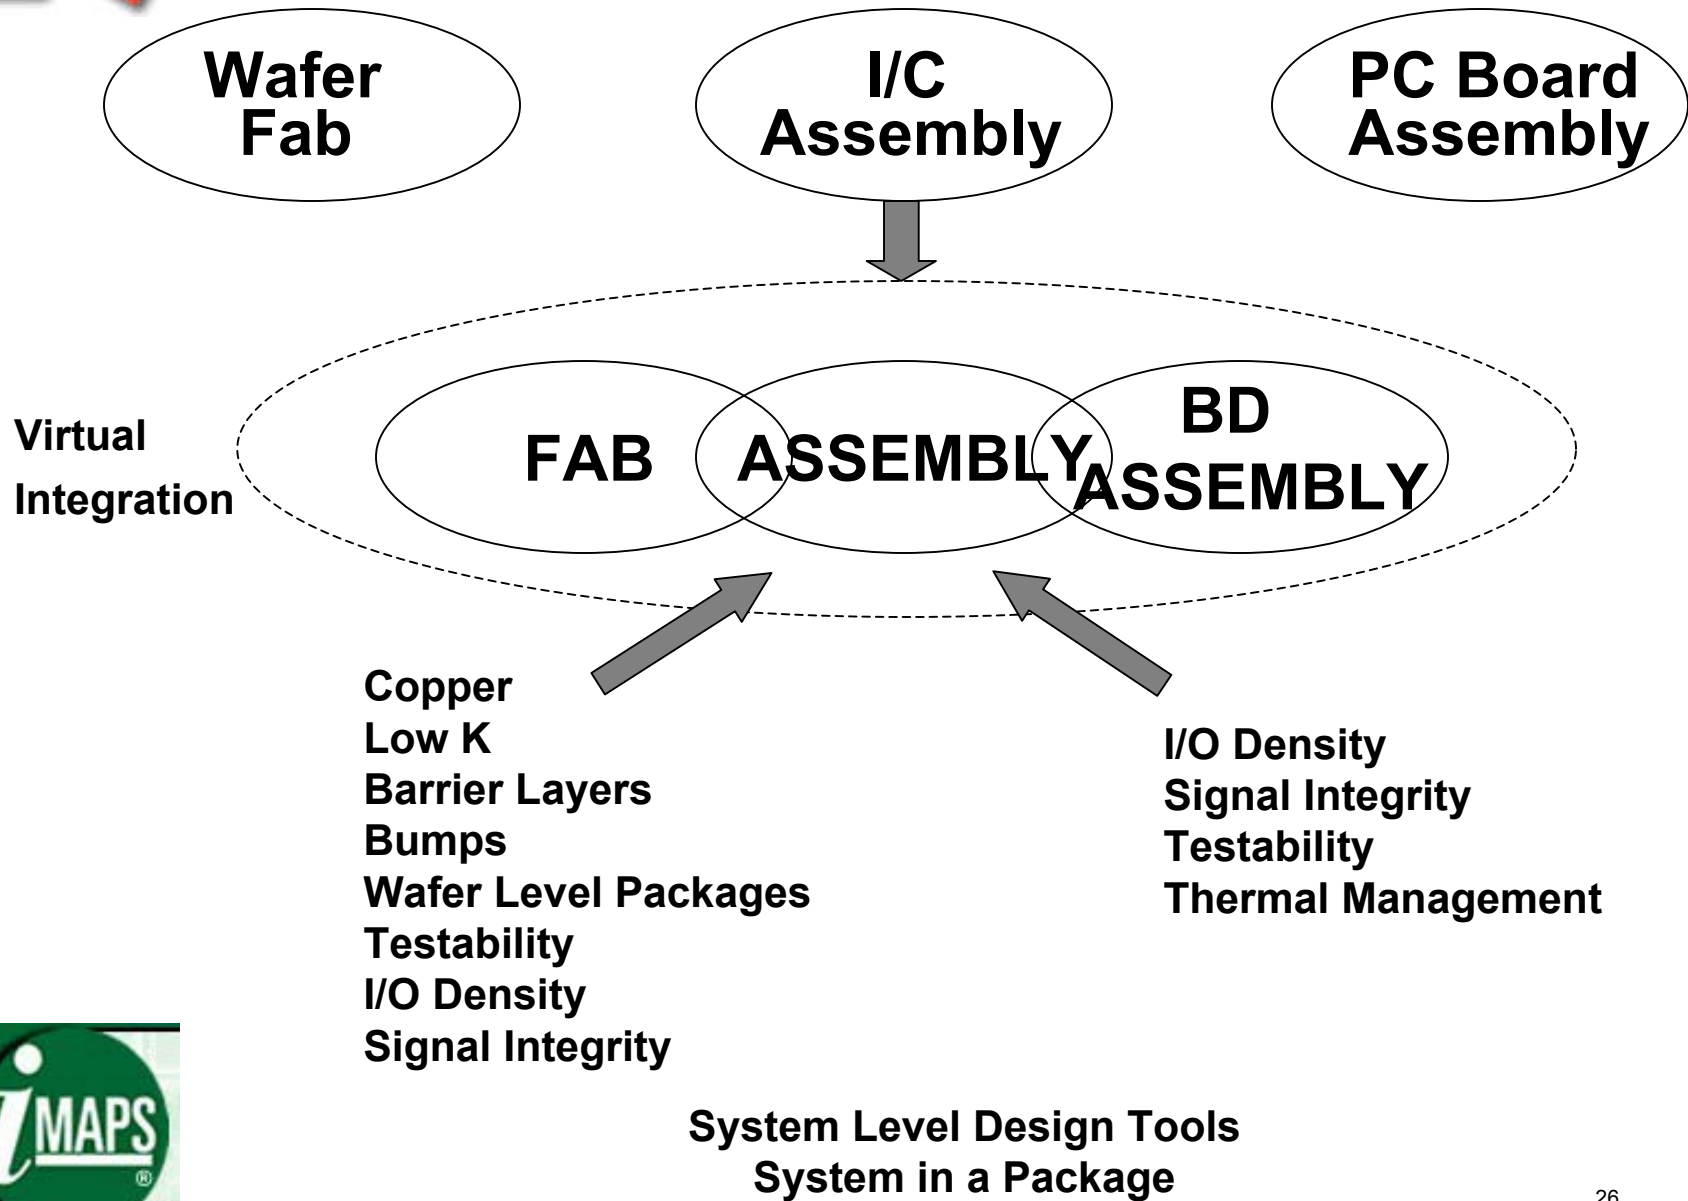 Wafer
Fab
I/C
Assembly
PC Board
Assembly
Virtual
Integration
FAB
ASSEMBLY
BD
ASSEMBLY
Copper
Low K
Barrier Layers
Bumps
Wafer Level Packages
Testability
I/O Density
Signal Integrity
I/O Density
Signal Integrity
Testability
Thermal Management
System Level Design Tools
System in a Package
iMAPS
®
26